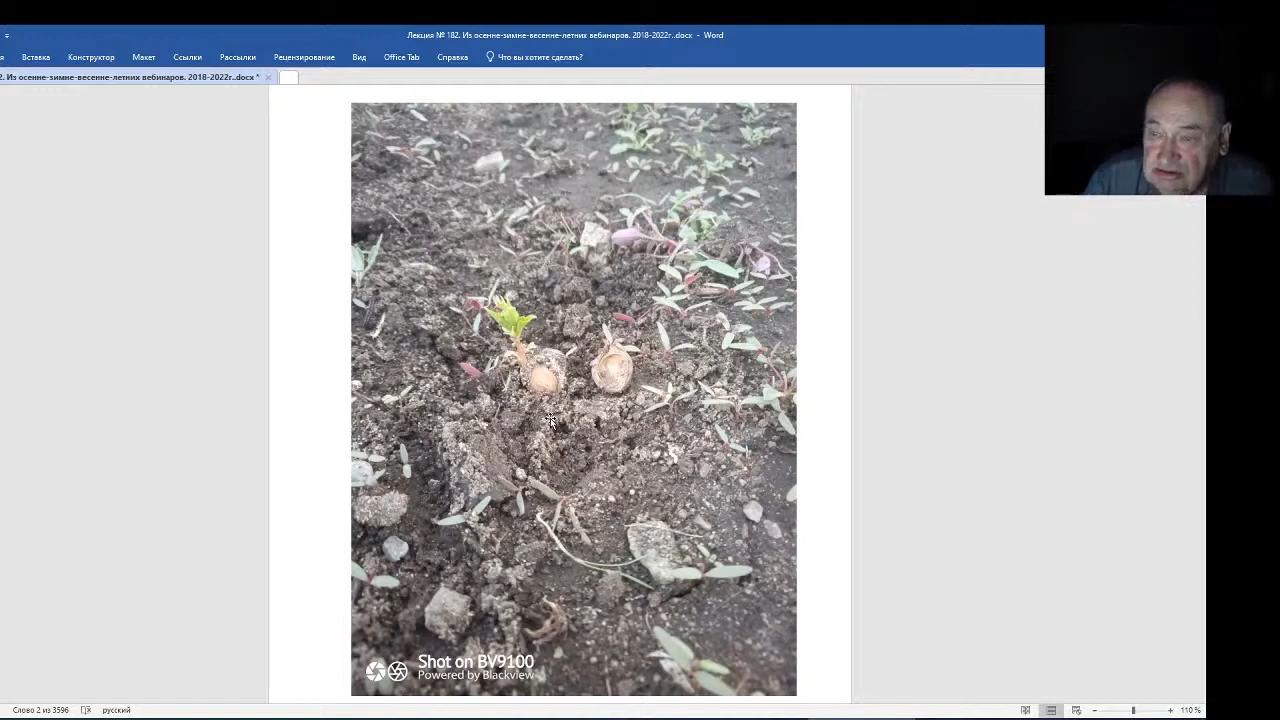 Лекция № 182. Из осенне-зимне-весенне-летних вебинаров. 2018-2022г..docx - Word
я Вставка Конструктор Макет Ссылки Рассылки Рецензирование Вид Office Tab Справка Что вы хотите сделать?
2. Из осенне-зимне-весенне-летних вебинаров. 2018-2022г..docx *
Shot on BV9100
Powered by Blackview
Слово 2 из 3596 русский 110 %